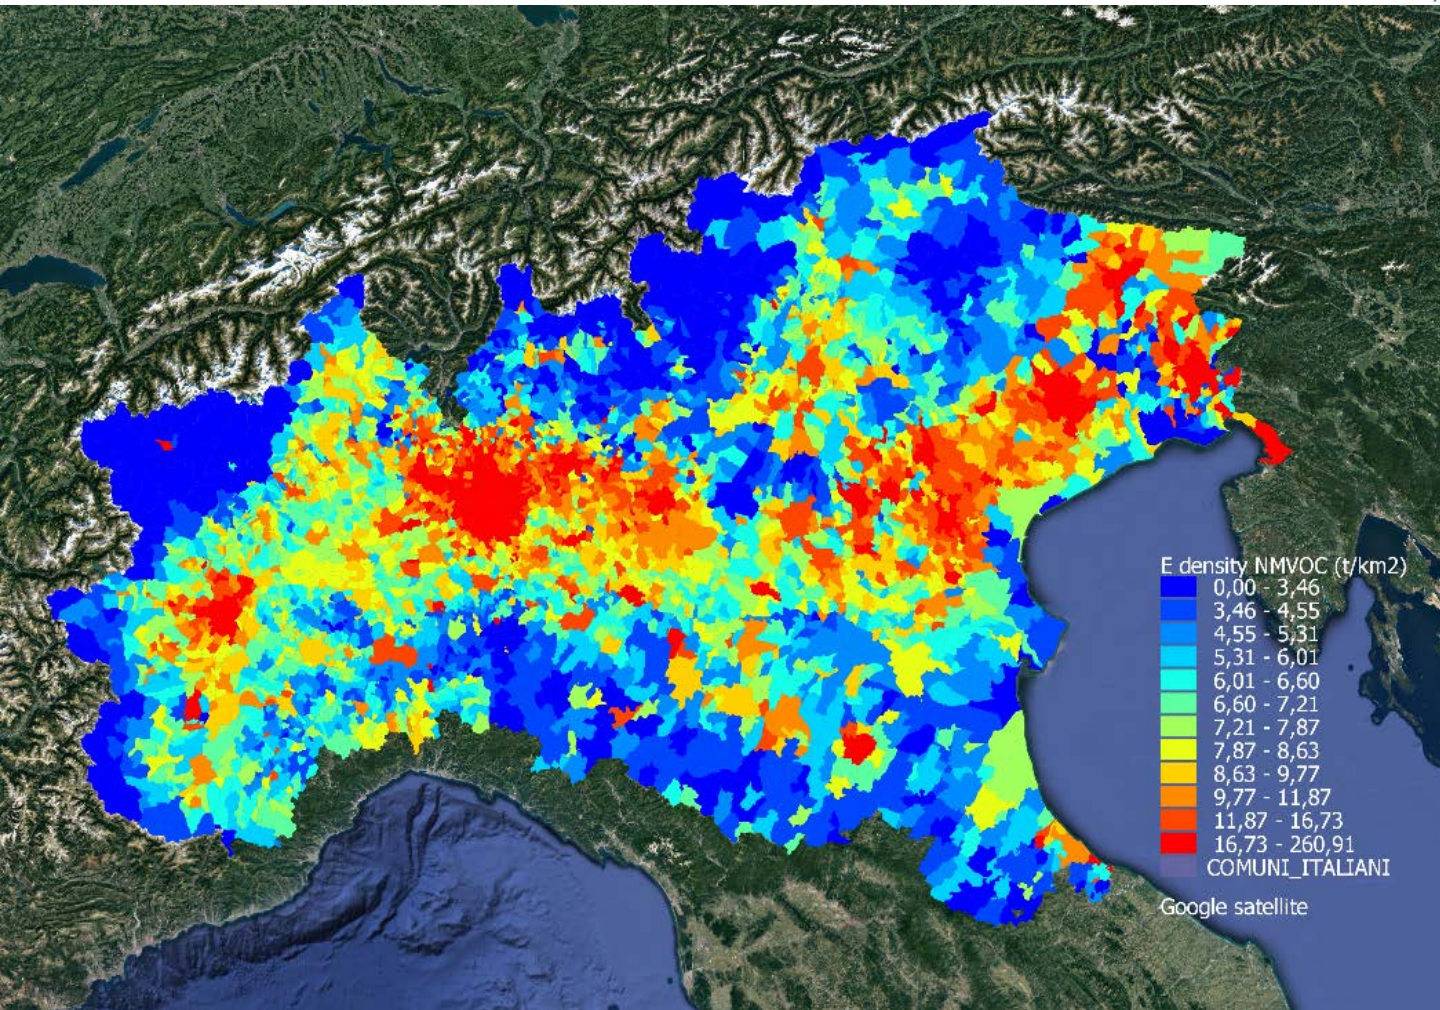 E density NMVOC (t/km2)
0,00 - 3,46
3,46 - 4,55
4,55 - 5,31
5,31 - 6,01
6,01 - 6,60
6,60 - 7,21
7,21 - 7,87
7,87 - 8,63
8,63 - 9,77
9,77 - 11,87
11,87 - 16,73
16,73 - 260,91
COMUNI_ITALIANI
Google satellite